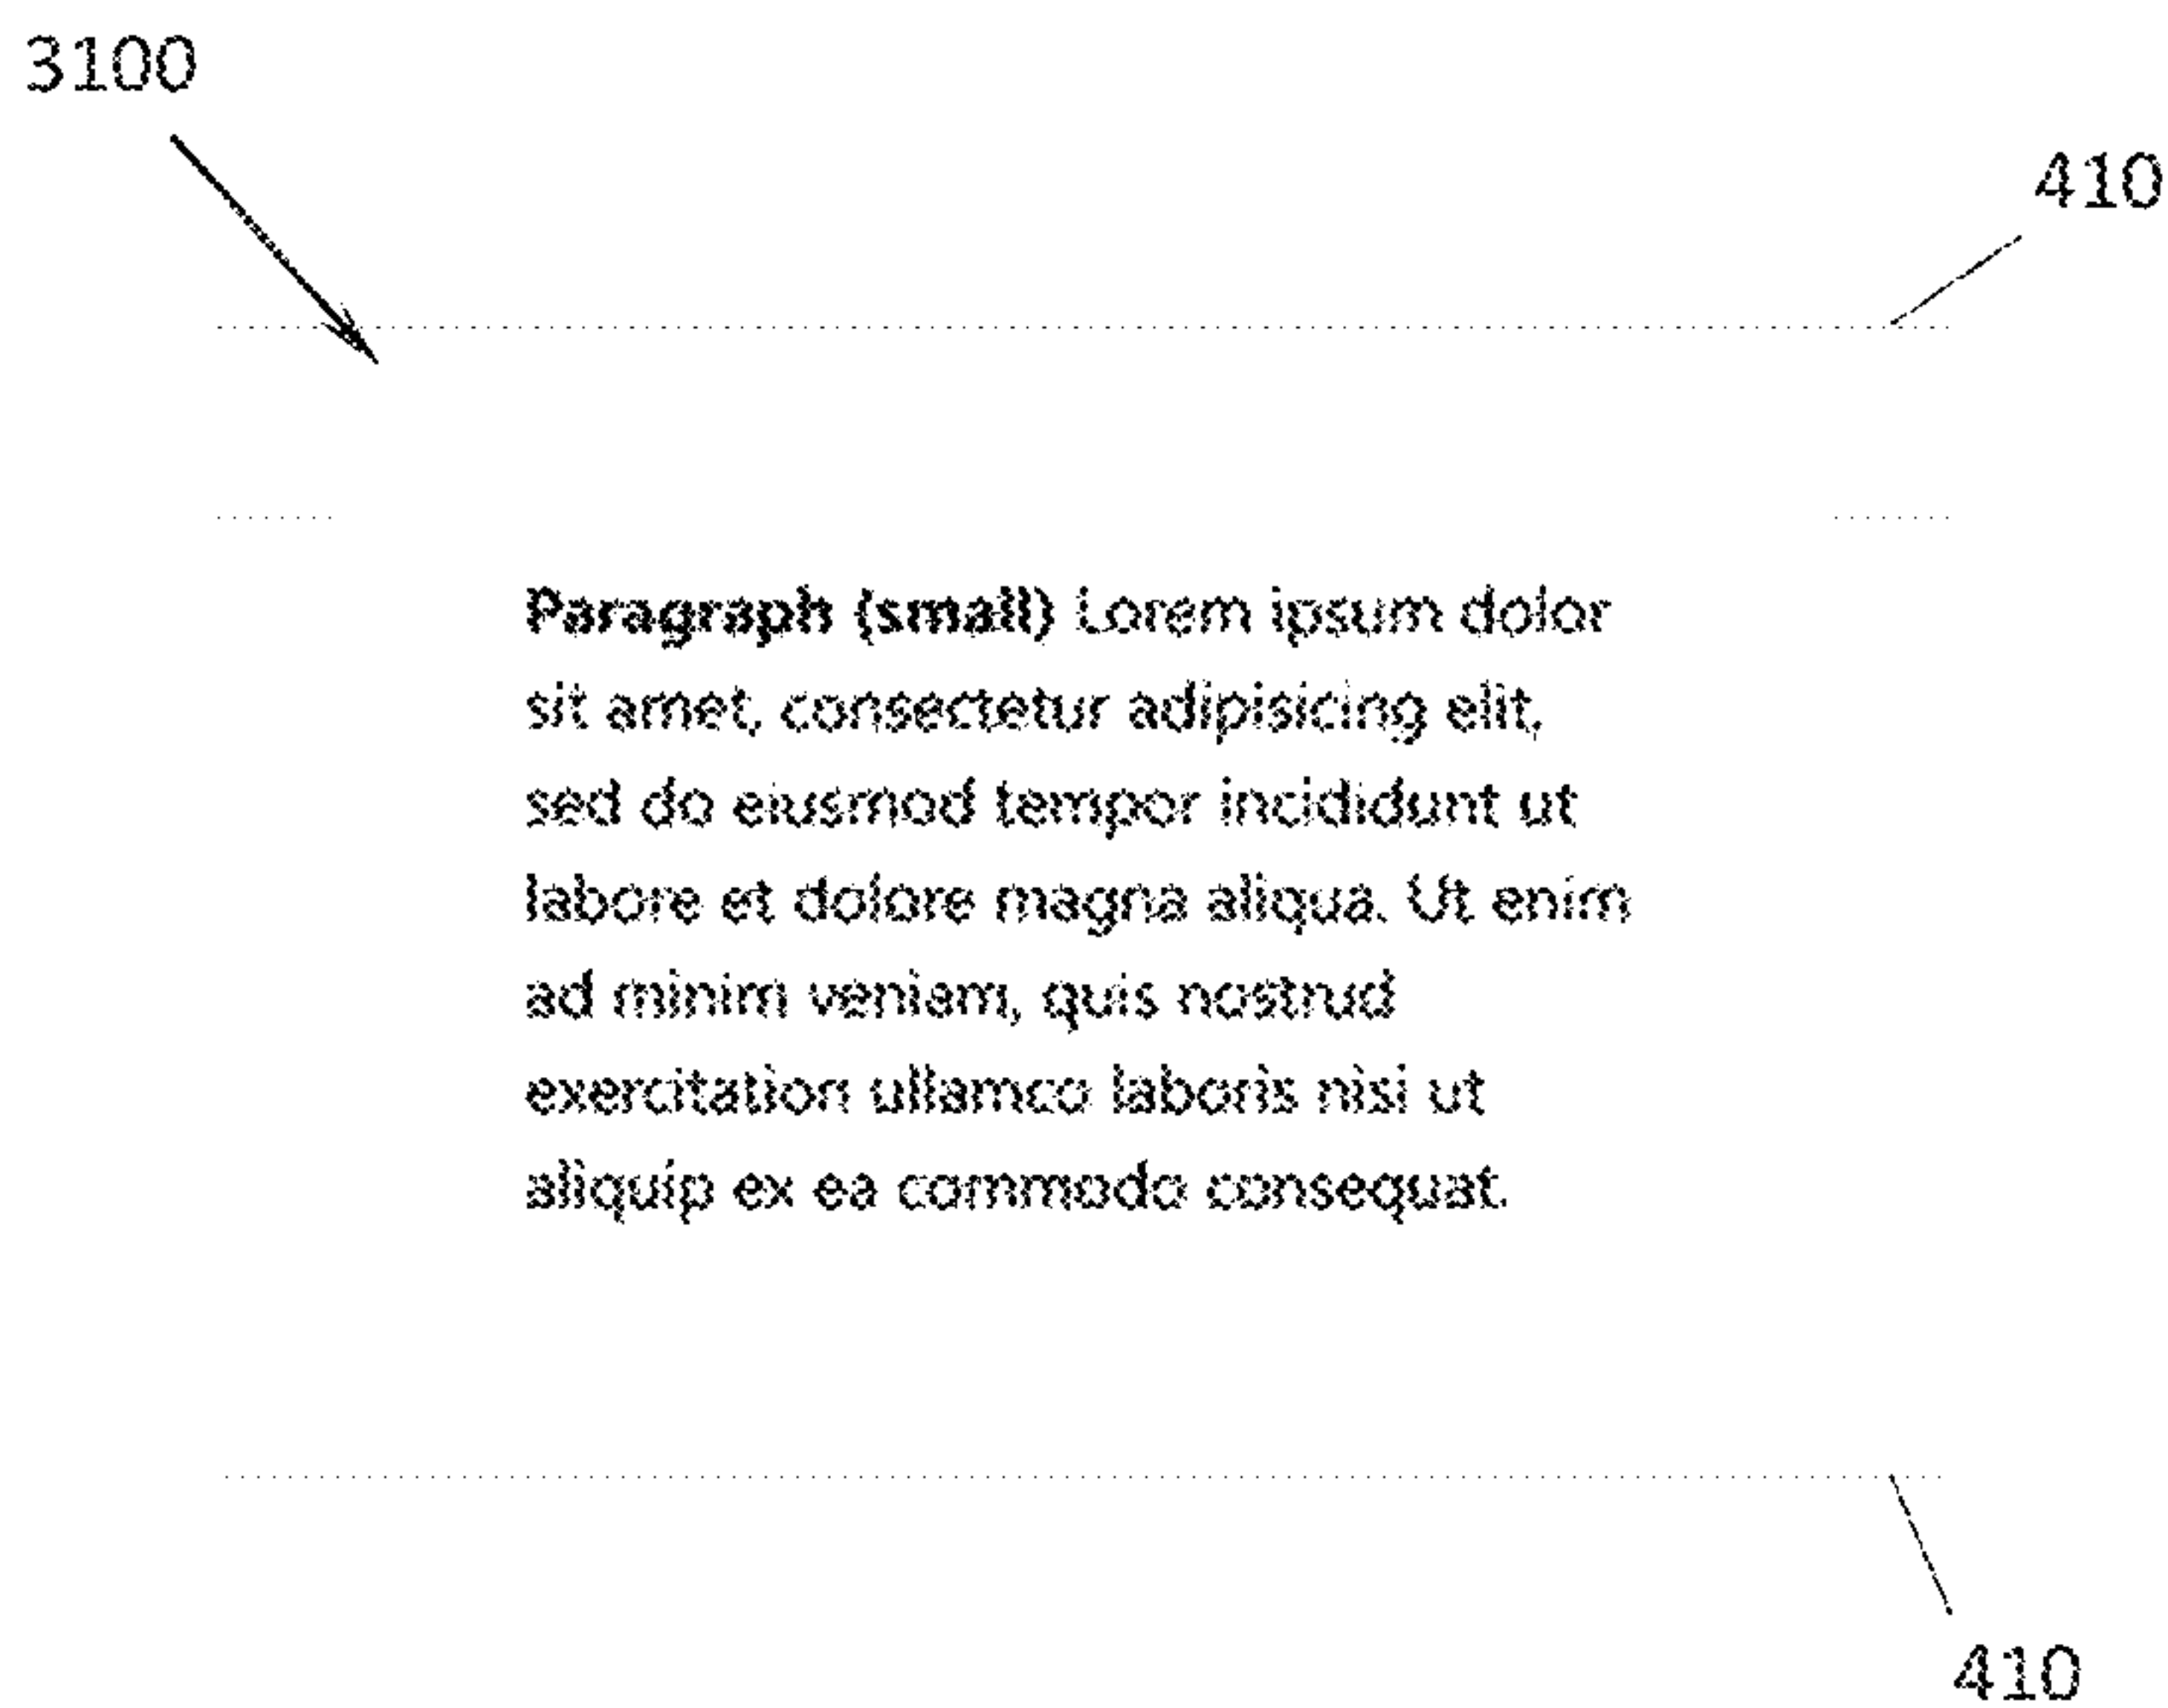 3100
410
Paragraph (small) Lorem ipsum dolor
sit amet, consectetur adipisicing elit,
sed do eiusmod tempor incididunt ut
labore et dolore magna aliqua. Ut enim
ad minim veniam, quis nostrud
exercitation ullamco laboris nisi ut
aliquip ex ea commodo consequat.
410